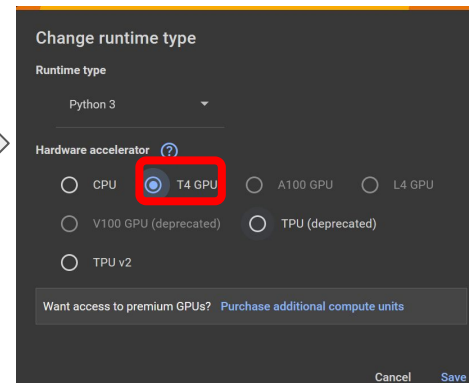 Change runtime type
Runtime type
Python 3
Hardware accelerator ?
CPU T4 GPU A100 GPU L4 GPU
V100 GPU (deprecated) TPU (deprecated)
TPU v2
Want access to premium GPUs? Purchase additional compute units
Cancel Save